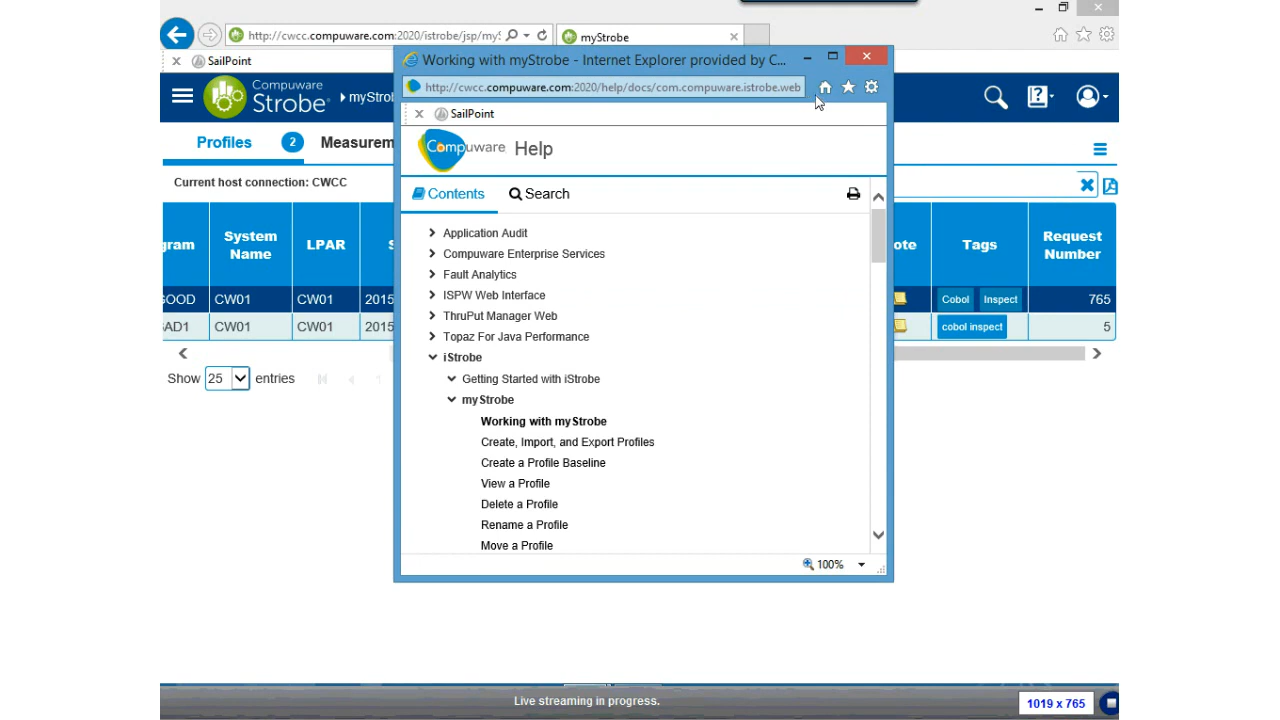 http://cwcc.compuware.com:2020/istrobe/jsp/my!
myStrobe
SailPoint
Compuware
Strobe
myStrob
Working with myStrobe - Internet Explorer provided by C...
http://cwcc.compuware.com:2020/help/docs/com.compuware.istrobe.web
SailPoint
Compuware Help
Profiles 2 Measurem
Current host connection: CWCC
Contents Search
gram System Name LPAR S
ote Tags Request Number
GOOD CW01 CW01 2015
Cobol Inspect 765
AD1 CW01 CW01 2015
cobol inspect 5
Show 25 entries
Application Audit
Compuware Enterprise Services
Fault Analytics
ISPW Web Interface
ThruPut Manager Web
Topaz For Java Performance
iStrobe
Getting Started with iStrobe
myStrobe
Working with myStrobe
Create, Import, and Export Profiles
Create a Profile Baseline
View a Profile
Delete a Profile
Rename a Profile
Move a Profile
100%
Live streaming in progress.
1019 x 765